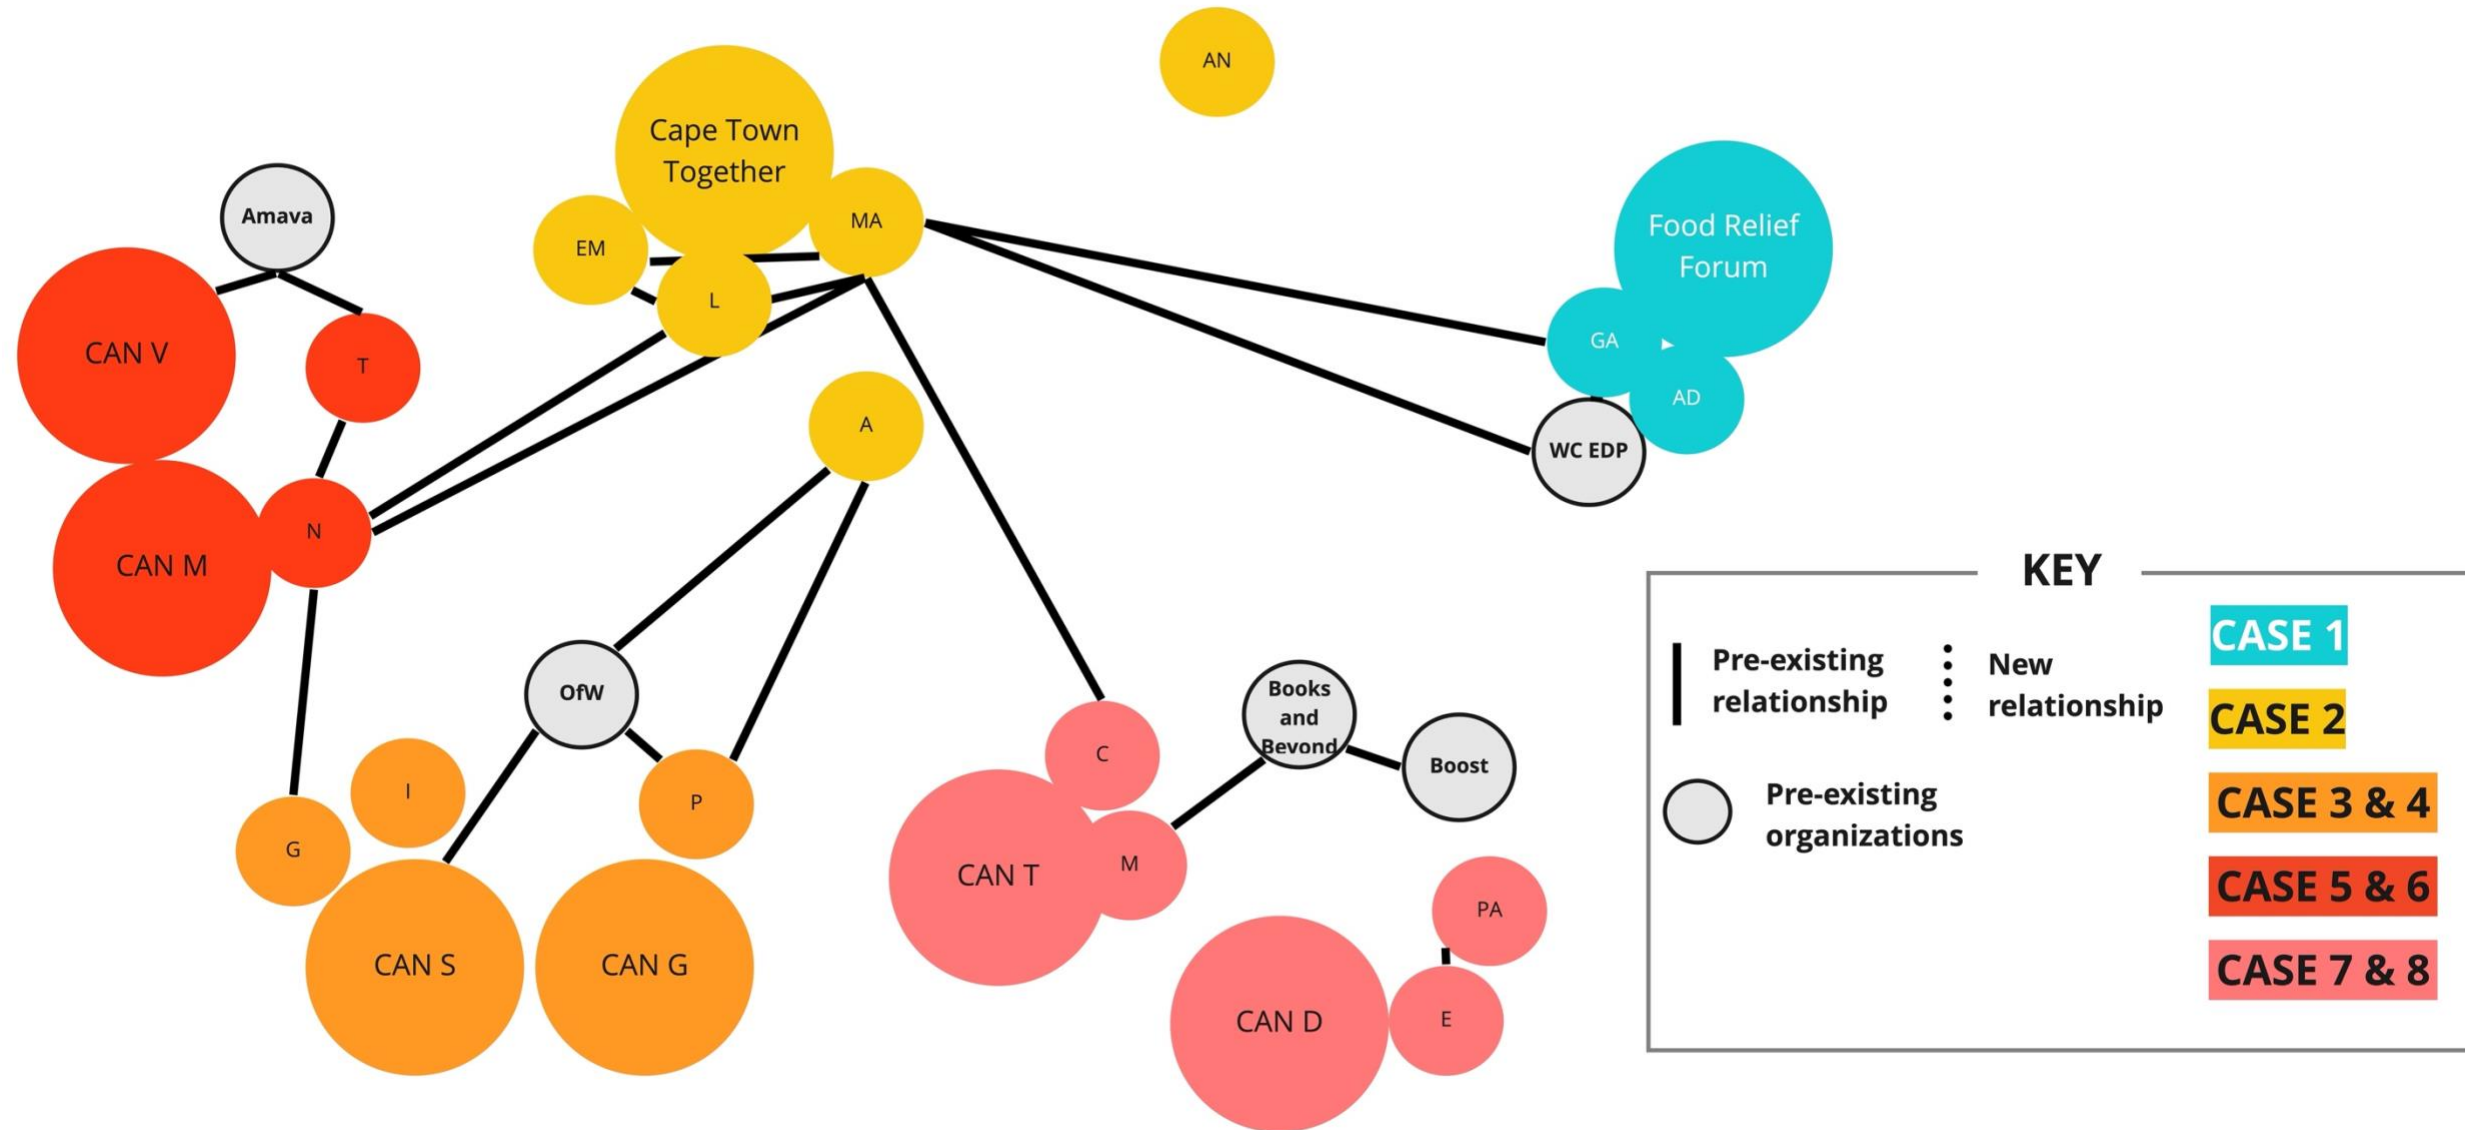 AN
Cape Town
Together
MA
EM
L
Amava
CAN V
T
Food Relief
Forum
GA
AD
WC EDP
A
N
CAN M
OfW
P
I
G
CAN S
CAN G
C
Books
and
Beyond
Boost
CAN T
M
PA
CAN D
E
KEY
Pre-existing
relationship
New
relationship
Pre-existing
organizations
CASE 1
CASE 2
CASE 3 & 4
CASE 5 & 6
CASE 7 & 8